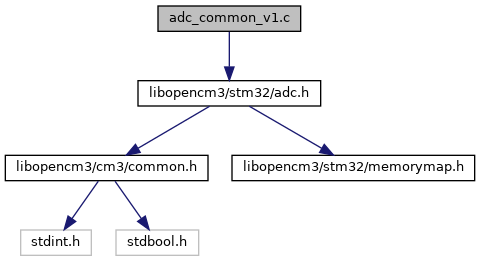 adc_common_v1.c
libopencm3/stm32/adc.h
libopencm3/cm3/common.h
libopencm3/stm32/memorymap.h
stdint.h
stdbool.h